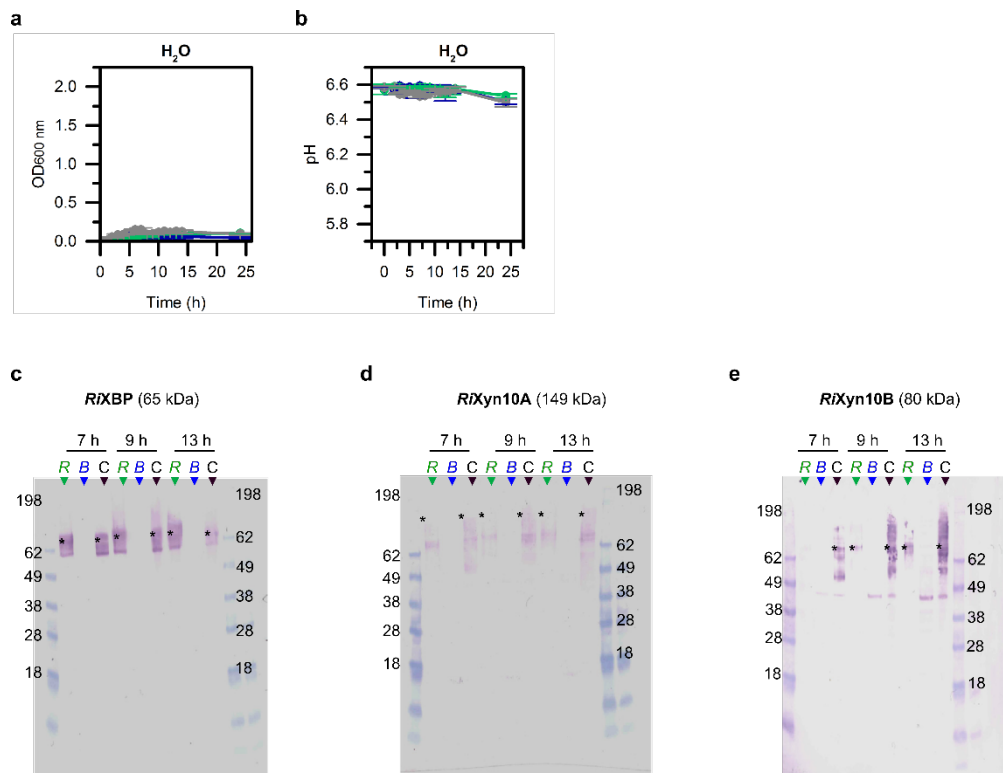 a
b
H2O
H2O
2.0
1.5
1.0
0.5
0.0
OD600 nm
0 5 10 15 20 25
Time (h)
6.6
6.4
6.2
6.0
5.8
pH
0 5 10 15 20 25
Time (h)
c
RiXBP (65 kDa)
7 h 9 h 13 h
R B C R B C R B C
198
62
49
38
28
18
* * * * * *
198
62
49
38
28
18
d
RiXyn10A (149 kDa)
7 h 9 h 13 h
R B C R B C R B C
198
62
49
38
28
18
* * * * * *
198
62
49
38
28
18
e
RiXyn10B (80 kDa)
7 h 9 h 13 h
R B C R B C R B C
198
62
49
38
28
18
* * * * *
198
62
49
38
28
18